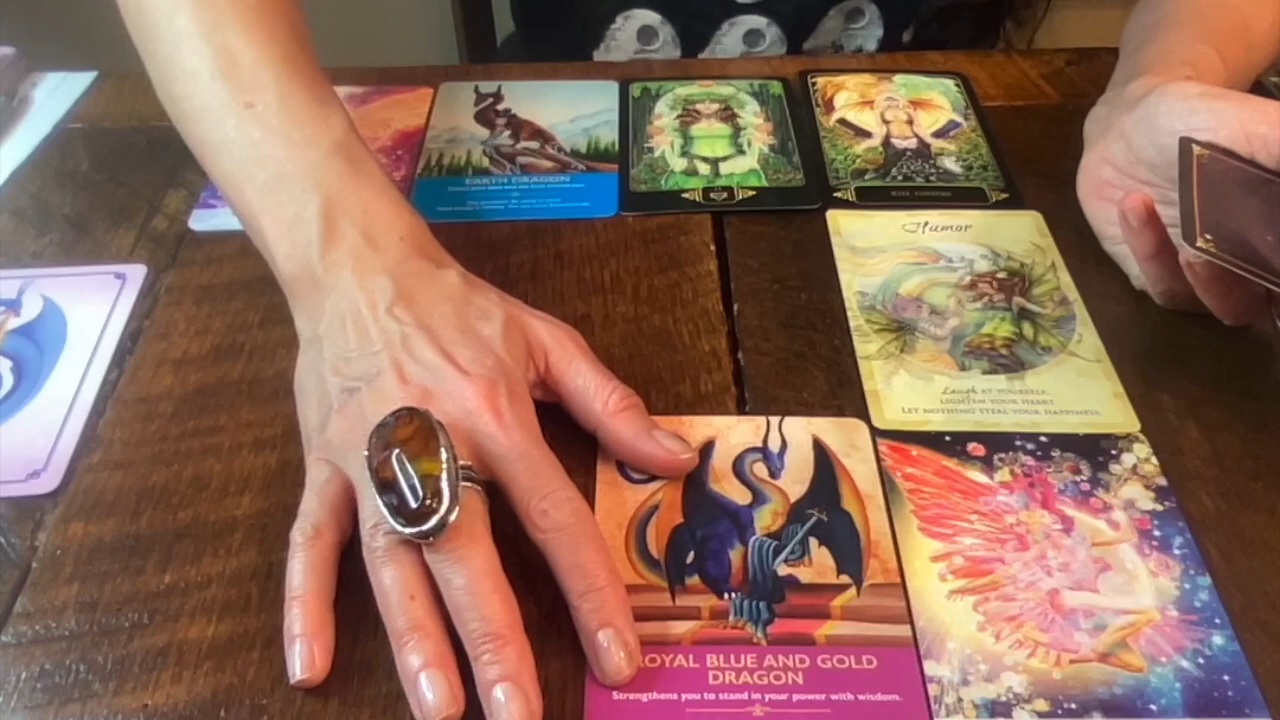 EARTH DRAGON
Humor
Laugh AT YOURSELF,
LIGHTEN YOUR HEART
LET NOTHING STEAL YOUR HAPPINESS
ROYAL BLUE AND GOLD
DRAGON
Strengthens you to stand in your power with wisdom.